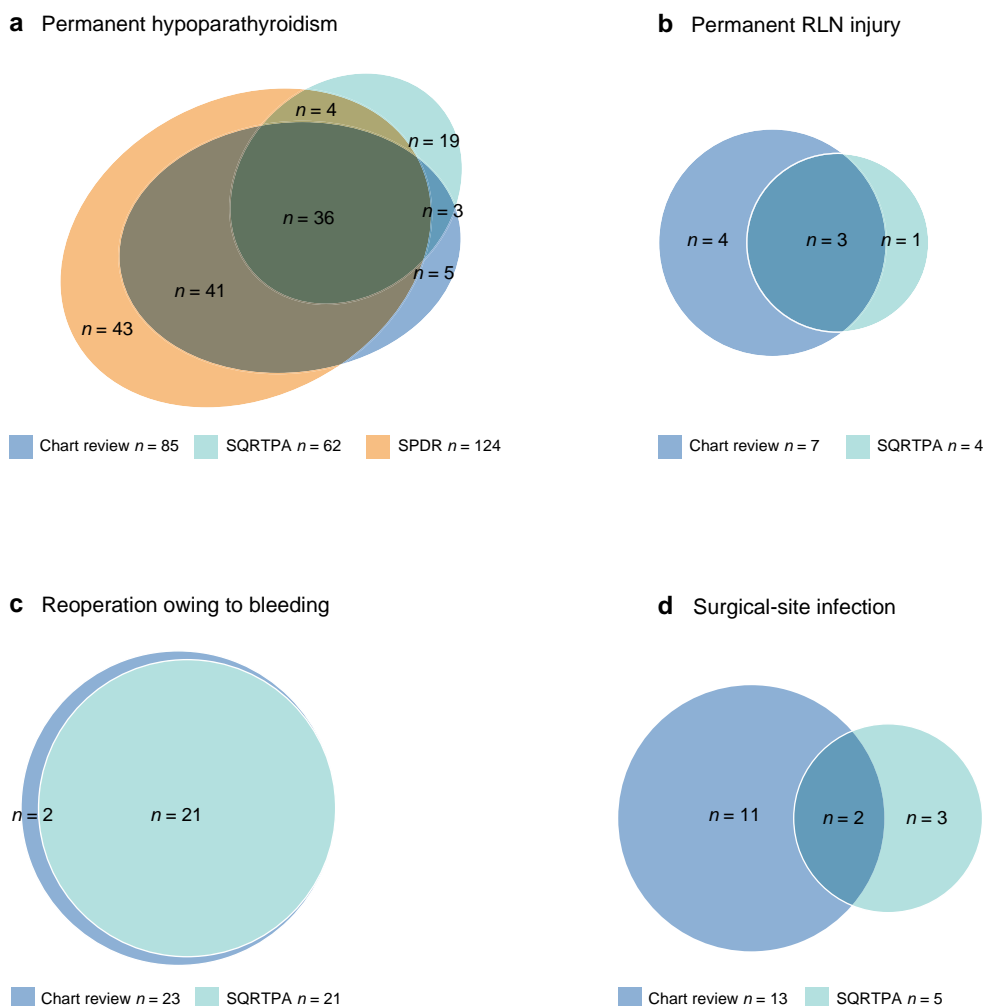 a Permanent hypoparathyroidism
n = 4
n = 19
n = 3
n = 36
n = 5
n = 41
n = 43
Chart review n = 85 SQRTPA n = 62 SPDR n = 124
b Permanent RLN injury
n = 4 n = 3 n = 1
Chart review n = 7 SQRTPA n = 4
c Reoperation owing to bleeding
n = 2 n = 21
Chart review n = 23 SQRTPA n = 21
d Surgical-site infection
n = 11 n = 2 n = 3
Chart review n = 13 SQRTPA n = 5